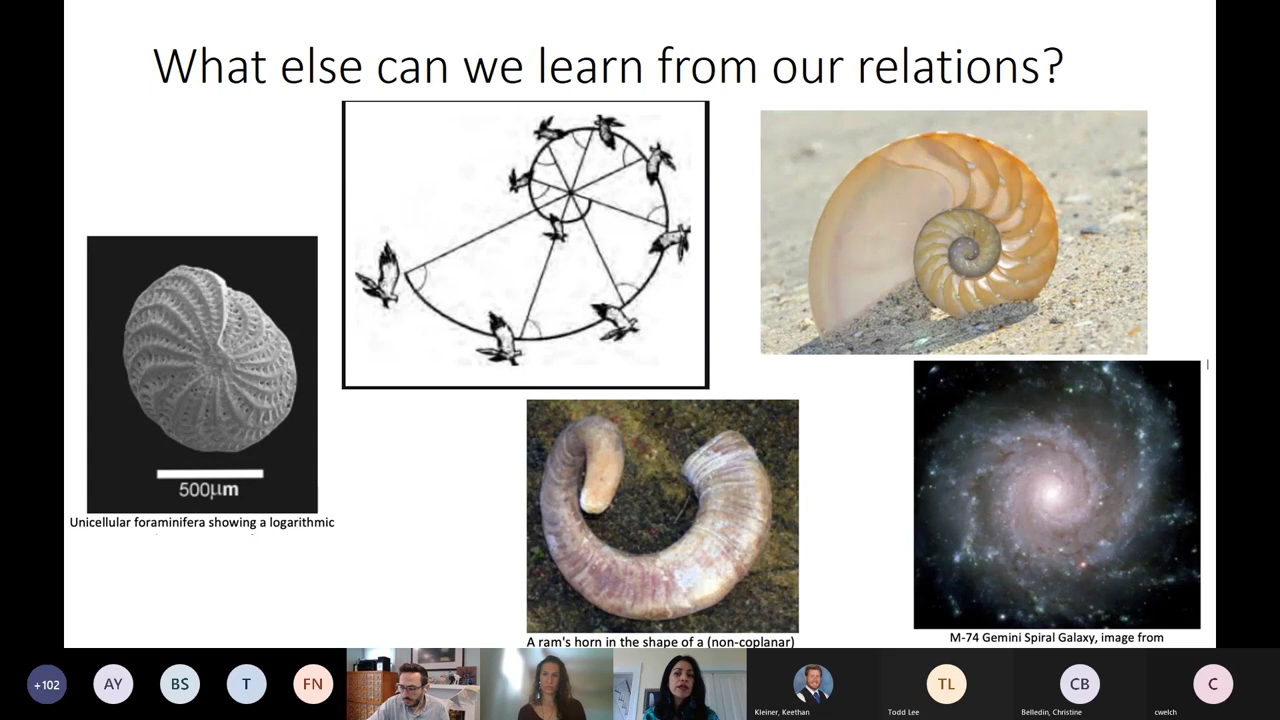 What else can we learn from our relations?
500µm
Unicellular foraminifera showing a logarithmic
A ram's horn in the shape of a (non-coplanar)
M-74 Gemini Spiral Galaxy, image from
+102
AY
BS
T
FN
Kleiner, Keethan
TL
Todd Lee
CB
Belledin, Christine
C
cwelch